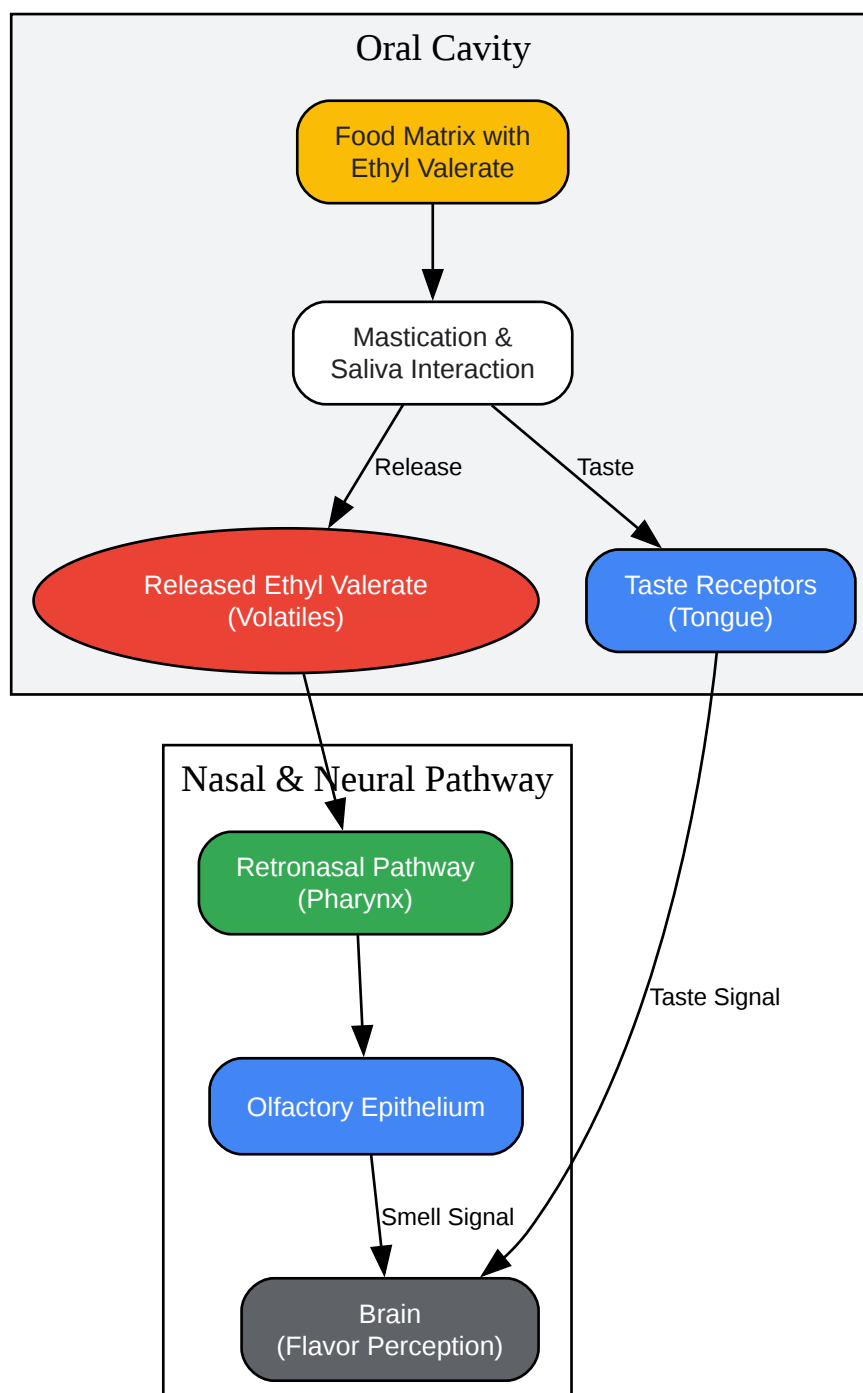 Oral Cavity
Food Matrix with
Ethyl Valerate
Mastication &
Saliva Interaction
Release
Taste
Released Ethyl Valerate
(Volatiles)
Taste Receptors
(Tongue)
Nasal & Neural Pathway
Retronasal Pathway
(Pharynx)
Taste Signal
Olfactory Epithelium
Smell Signal
Brain
(Flavor Perception)